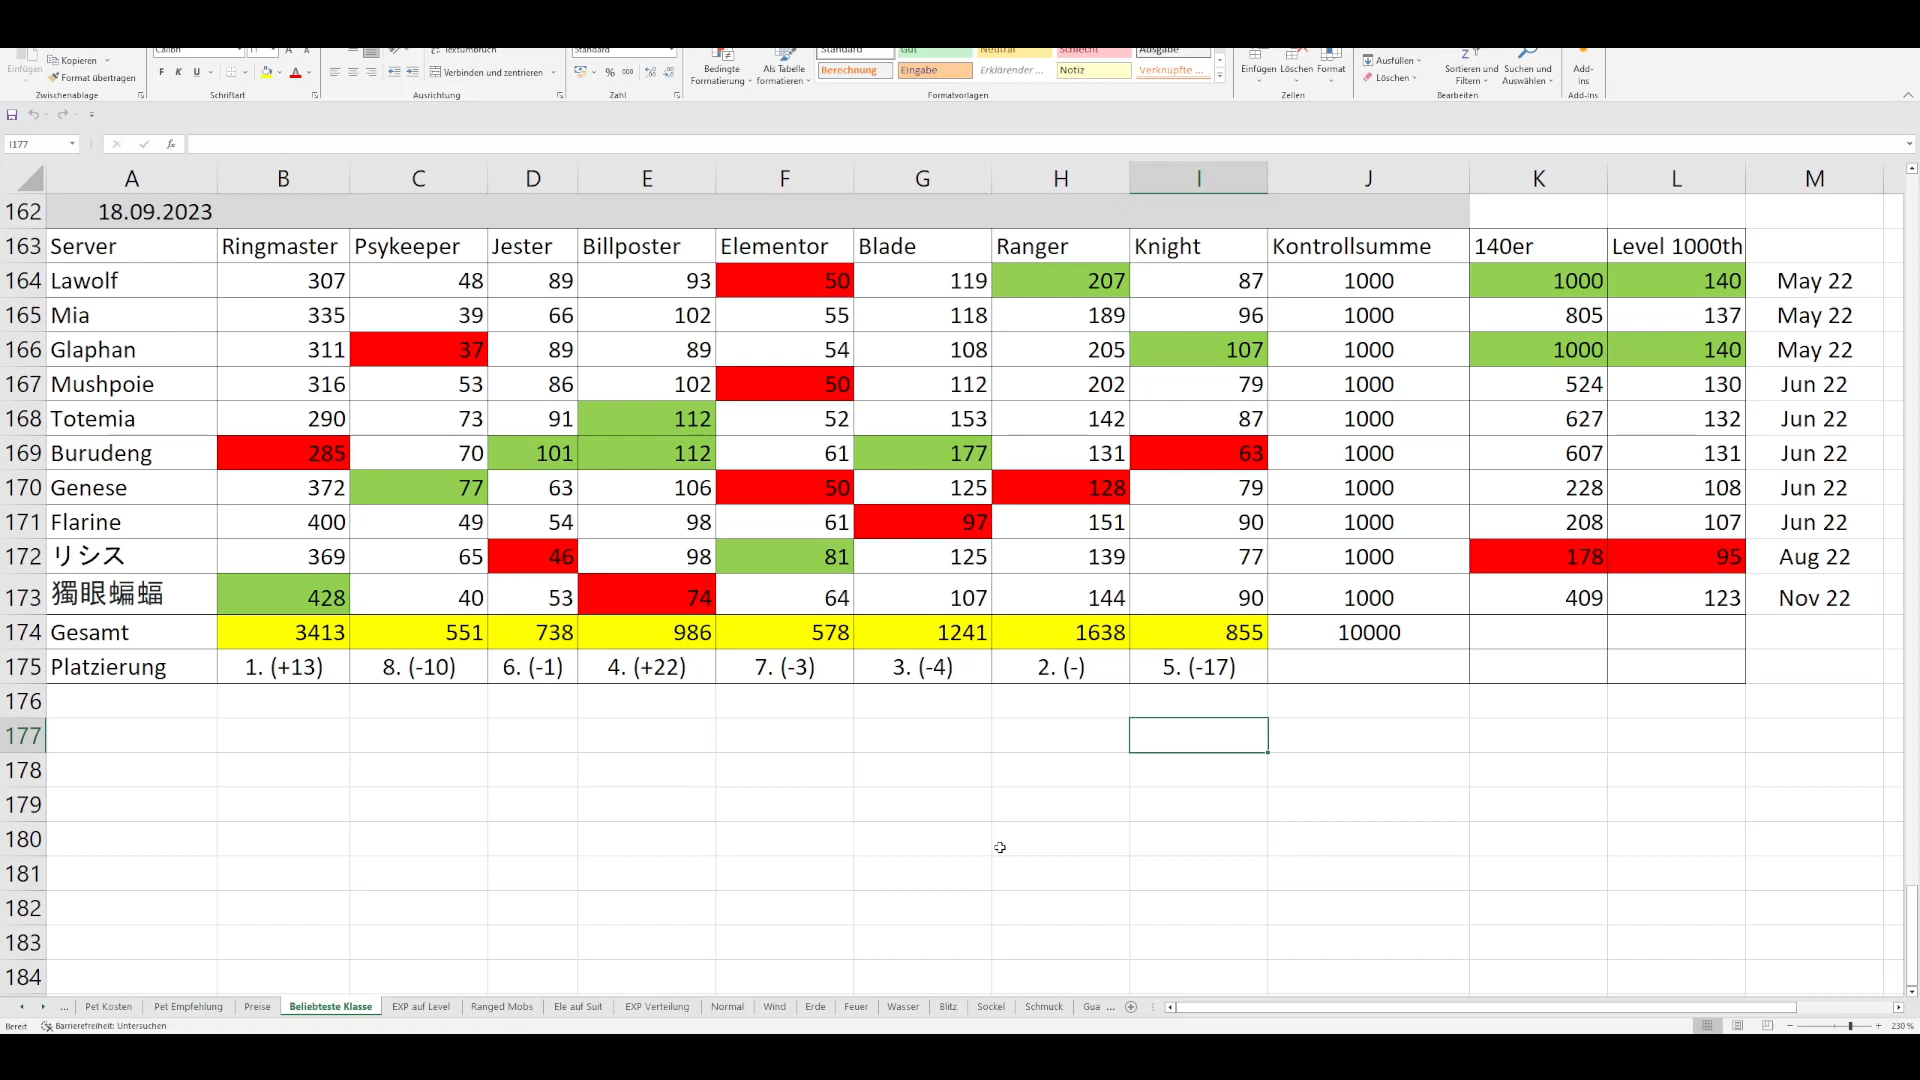 Calibri 11 A A Textumbruch Standard Standard Gut Neutral Schlecht Ausgabe
Einfügen Kopieren Format übertragen
F K U A Verbinden und zentrieren % 000
Bedingte Formatierung Als Tabelle formatieren
Berechnung Eingabe Erklärender ... Notiz Verknüpfte ...
Einfügen Löschen Format Ausfüllen Löschen Sortieren und Filtern Suchen und Auswählen Add-Ins
Zwischenablage Schriftart Ausrichtung Zahl Formatvorlagen Zellen Bearbeiten Add-Ins
I177 fx
A B C D E F G H I J K L M
162 18.09.2023
163 Server Ringmaster Psykeeper Jester Billposter Elementor Blade Ranger Knight Kontrollsumme 140er Level 1000th
164 Lawolf 307 48 89 93 50 119 207 87 1000 1000 140 May 22
165 Mia 335 39 66 102 55 118 189 96 1000 805 137 May 22
166 Glaphan 311 37 89 89 54 108 205 107 1000 1000 140 May 22
167 Mushpoie 316 53 86 102 50 112 202 79 1000 524 130 Jun 22
168 Totemia 290 73 91 112 52 153 142 87 1000 627 132 Jun 22
169 Burudeng 285 70 101 112 61 177 131 63 1000 607 131 Jun 22
170 Genese 372 77 63 106 50 125 128 79 1000 228 108 Jun 22
171 Flarine 400 49 54 98 61 97 151 90 1000 208 107 Jun 22
172 リシス 369 65 46 98 81 125 139 77 1000 178 95 Aug 22
173 獨眼蝙蝠 428 40 53 74 64 107 144 90 1000 409 123 Nov 22
174 Gesamt 3413 551 738 986 578 1241 1638 855 10000
175 Platzierung 1. (+13) 8. (-10) 6. (-1) 4. (+22) 7. (-3) 3. (-4) 2. (-) 5. (-17)
176
177
178
179
180
181
182
183
184
... Pet Kosten Pet Empfehlung Preise Beliebteste Klasse EXP auf Level Ranged Mobs Ele auf Suit EXP Verteilung Normal Wind Erde Feuer Wasser Blitz Sockel Schmuck Gua ...
Bereit Barrierefreiheit: Untersuchen 230 %